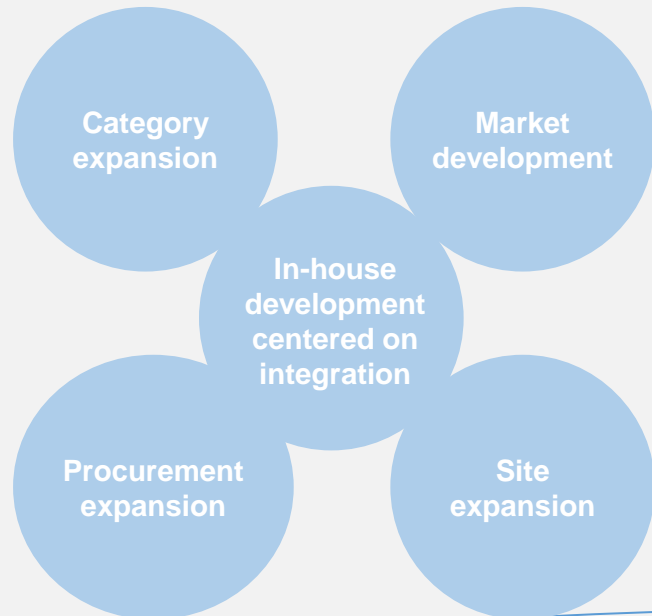 Category
expansion
Market
development
In-house
development
centered on
integration
Procurement
expansion
Site
expansion